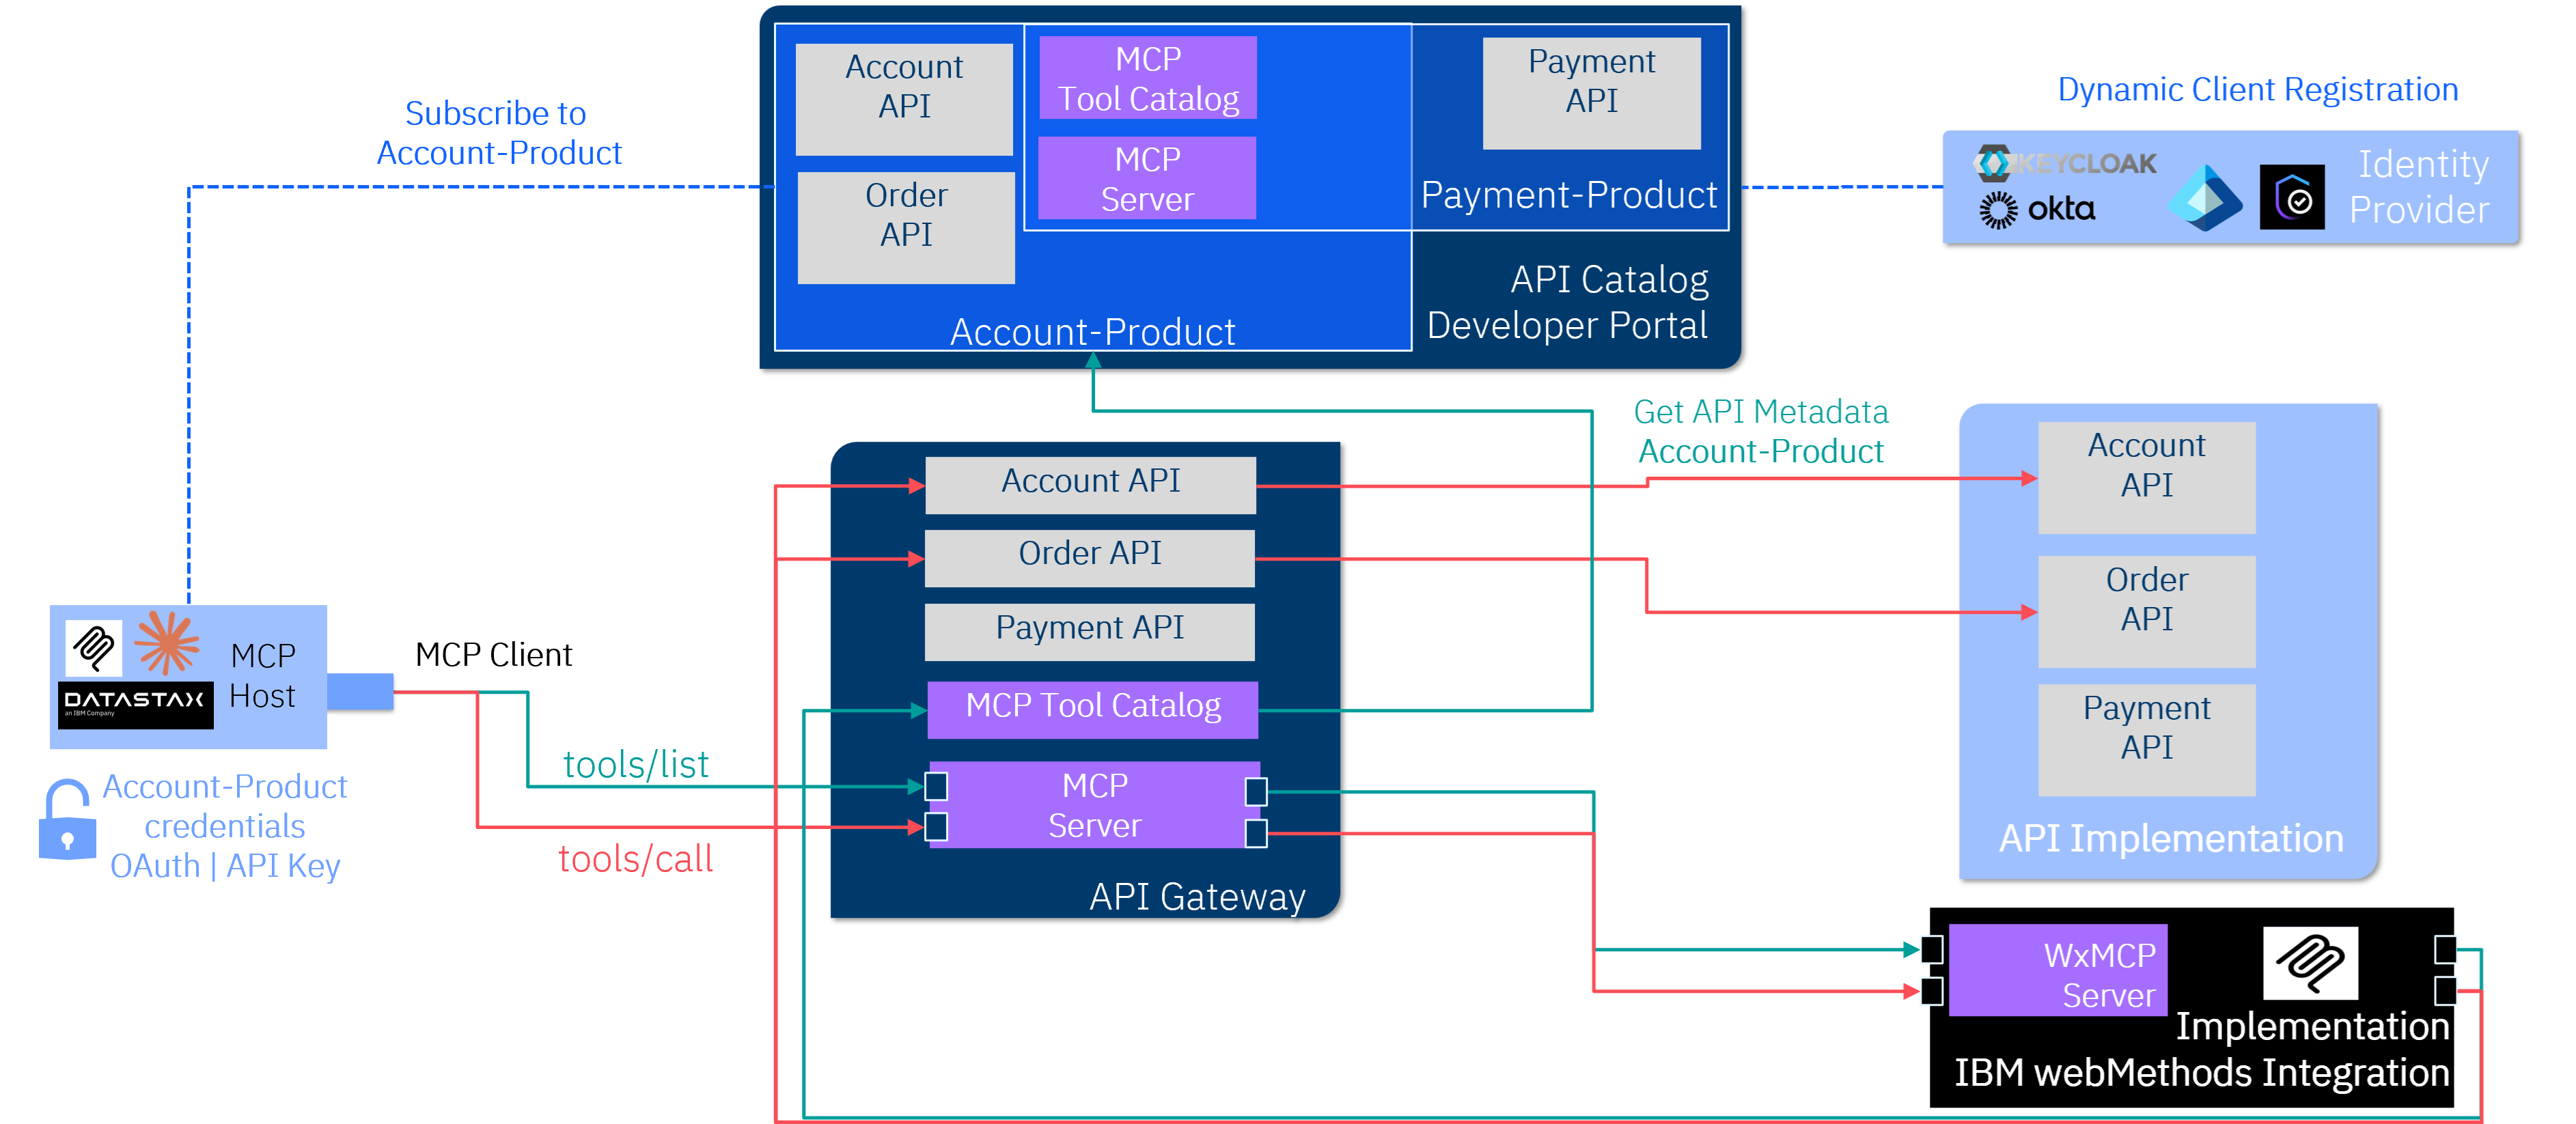 Account
API
MCP
Tool Catalog
Payment
API
MCP
Server
Order
API
Payment-Product
API Catalog
Developer Portal
Account-Product
Subscribe to
Account-Product
Dynamic Client Registration
KEYCLOAK
okta
Identity
Provider
Get API Metadata
Account-Product
Account API
Order API
Payment API
MCP Tool Catalog
MCP
Server
API Gateway
Account
API
Order
API
Payment
API
API Implementation
MCP
Host
DATASTAX
an IBM Company
MCP Client
tools/list
tools/call
Account-Product
credentials
OAuth | API Key
WxMCP
Server
Implementation
IBM webMethods Integration